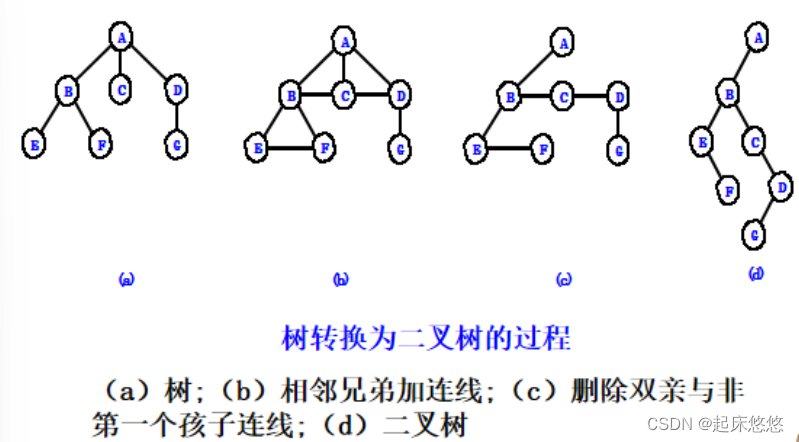 A A A A
B C D B C D B C D B
E F G E F G E F G E C
F D
G
(a) (b) (c) (d)
树转换为二叉树的过程
(a)树;(b)相邻兄弟加连线;(c)删除双亲与非
第一个孩子连线;(d)二叉树
CSDN @起床悠悠